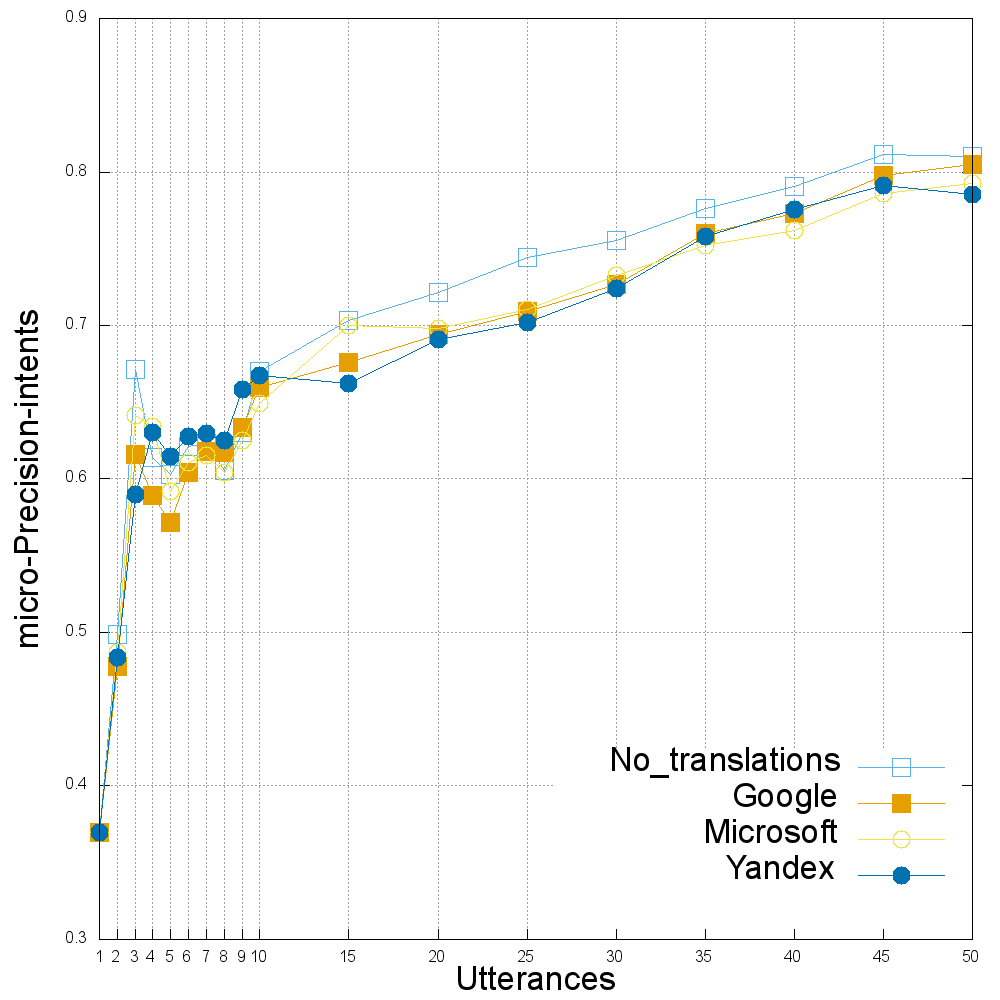 0.9
0.8
0.7
0.6
0.5
0.4
0.3
micro-Precision-intents
No_translations
Google
Microsoft
Yandex
1 2 3 4 5 6 7 8 9 10 15 20 25 30 35 40 45 50
Utterances